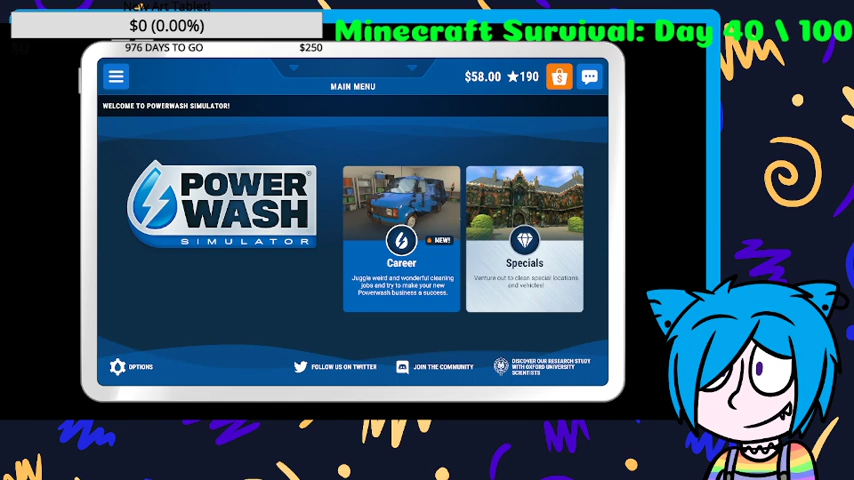 New Art Tablet!
$0 (0.00%)
976 DAYS TO GO
$250
Minecraft Survival: Day 40 \ 100
MAIN MENU
$58.00
190
WELCOME TO POWERWASH SIMULATOR!
POWER
WASH
SIMULATOR
NEW!
Career
Juggle weird and wonderful cleaning
jobs and try to make your new
Powerwash business a success.
Specials
Venture out to clean special locations
and vehicles!
OPTIONS
FOLLOW US ON TWITTER
JOIN THE COMMUNITY
DISCOVER OUR RESEARCH STUDY
WITH OXFORD UNIVERSITY
SCIENTISTS